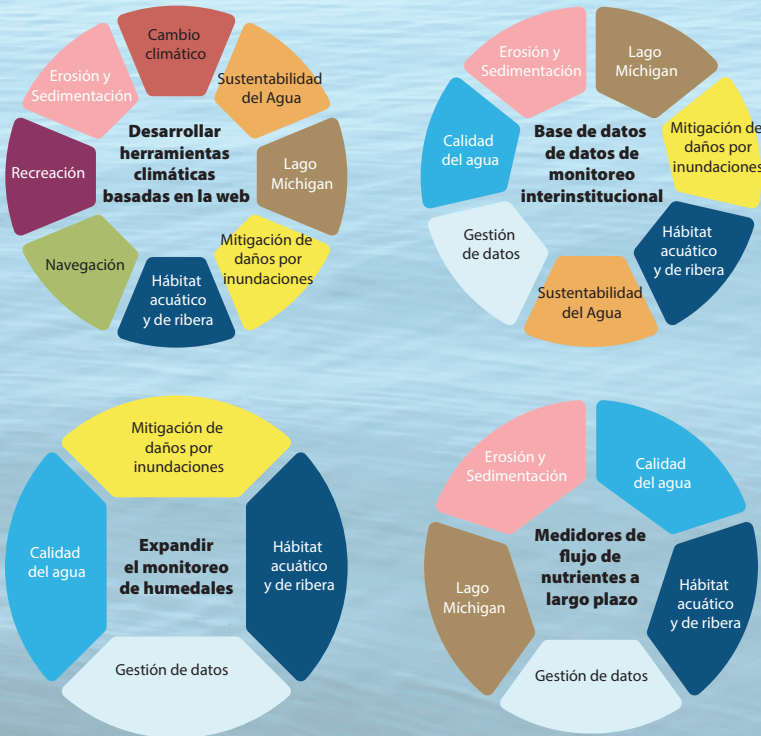 Cambio
climático
Sustentabilidad
del Agua
Lago
Míchigan
Mitigación de
daños por
inundaciones
Hábitat
acuático
y de ribera
Navegación
Recreación
Erosión y
Sedimentación
Desarrollar
herramientas
climáticas
basadas en la web
Lago
Míchigan
Mitigación de
daños por
inundaciones
Hábitat
acuático
y de ribera
Sustentabilidad
del Agua
Gestión
de datos
Calidad
del agua
Erosión y
Sedimentación
Base de datos
de datos de
monitoreo
interinstitucional
Mitigación de
daños por
inundaciones
Hábitat
acuático
y de ribera
Gestión de datos
Calidad
del agua
Expandir
el monitoreo
de humedales
Calidad
del agua
Hábitat
acuático
y de ribera
Gestión de datos
Lago
Míchigan
Erosión y
Sedimentación
Medidores de
flujo de
nutrientes a
largo plazo